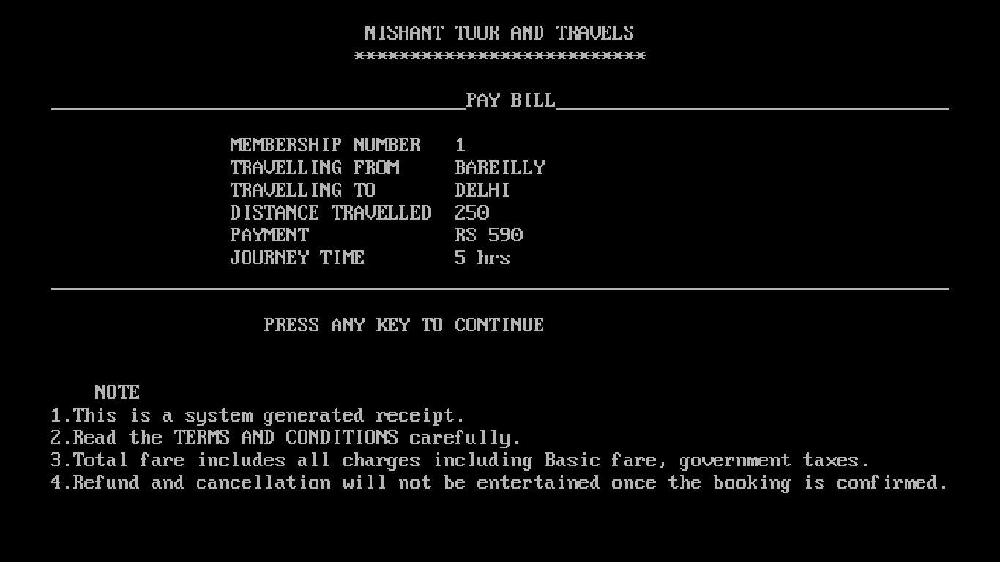 NISHANT TOUR AND TRAVELS
**************************
PAY BILL
MEMBERSHIP NUMBER 1
TRAVELLING FROM BAREILLY
TRAVELLING TO DELHI
DISTANCE TRAVELLED 250
PAYMENT RS 590
JOURNEY TIME 5 hrs
PRESS ANY KEY TO CONTINUE
NOTE
1.This is a system generated receipt.
2.Read the TERMS AND CONDITIONS carefully.
3.Total fare includes all charges including Basic fare, government taxes.
4.Refund and cancellation will not be entertained once the booking is confirmed.